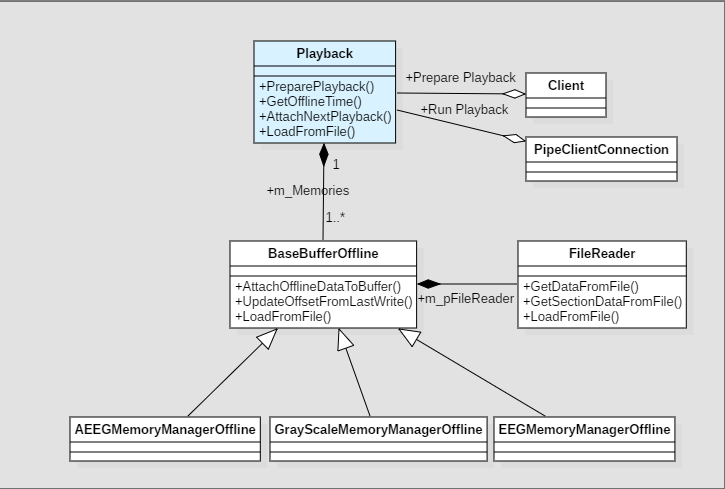 Playback
+PreparePlayback()
+GetOfflineTime()
+AttachNextPlayback()
+LoadFromFile()
+Prepare Playback
Client
+Run Playback
PipeClientConnection
1
+m_Memories
1..*
BaseBufferOffline
+AttachOfflineDataToBuffer()
+UpdateOffsetFromLastWrite()
+LoadFromFile()
+m_pFileReader
FileReader
+GetDataFromFile()
+GetSectionDataFromFile()
+LoadFromFile()
AEEGMemoryManagerOffline
GrayScaleMemoryManagerOffline
EEGMemoryManagerOffline